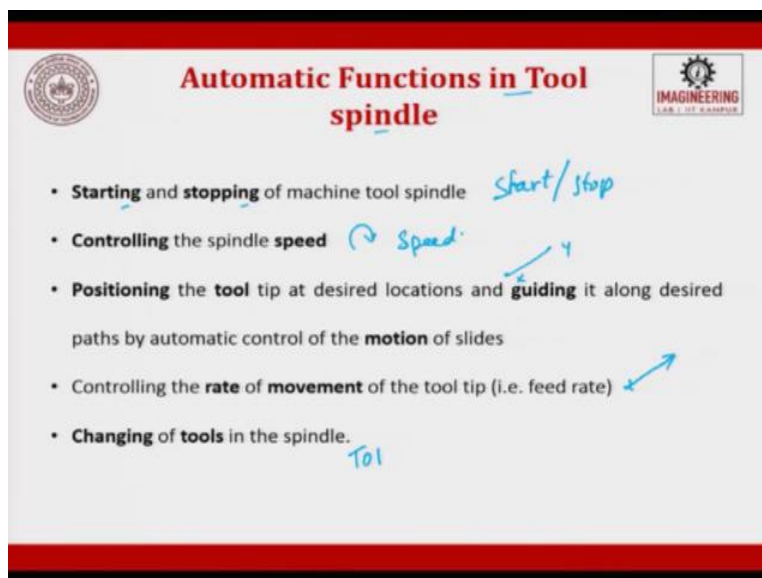 Automatic Functions in Tool
spindle
IMAGINEERING
LAB | IIT KANPUR
• Starting and stopping of machine tool spindle Start/Stop
• Controlling the spindle speed Speed.
• Positioning the tool tip at desired locations and guiding it along desired
paths by automatic control of the motion of slides
• Controlling the rate of movement of the tool tip (i.e. feed rate)
• Changing of tools in the spindle.